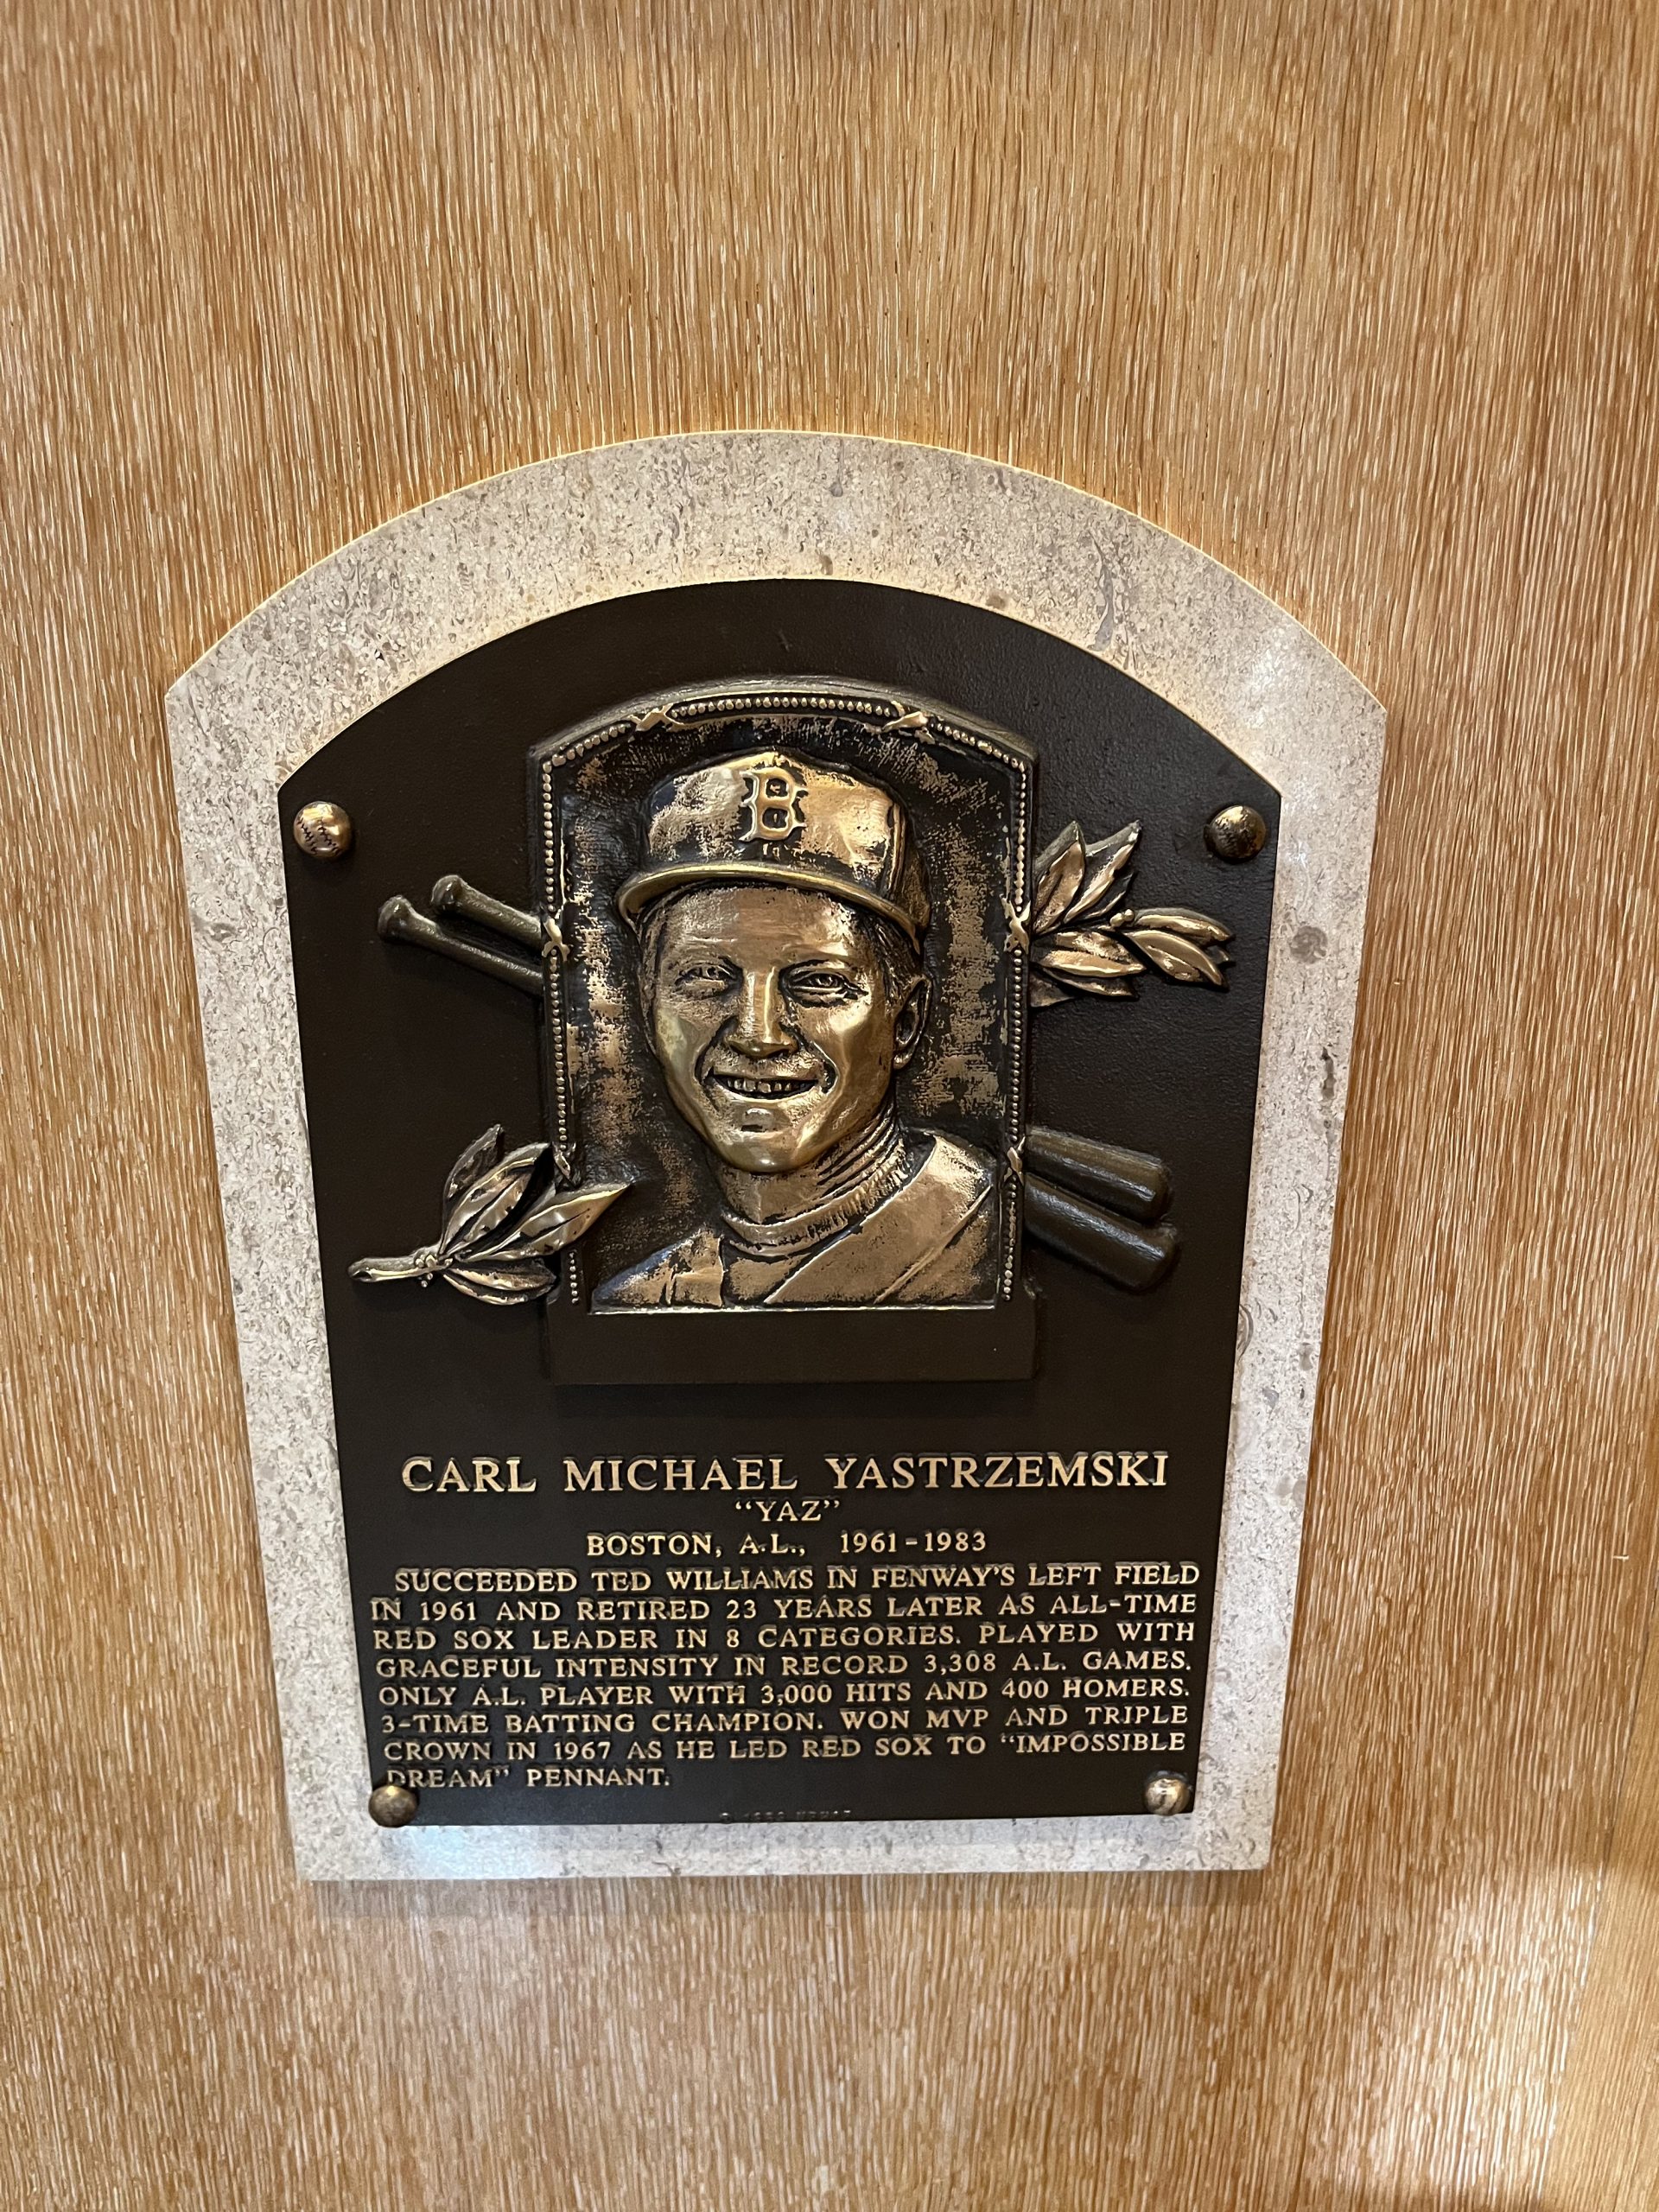 B
CARL MICHAEL YASTRZEMSKI
“YAZ”
BOSTON, A.L., 1961-1983
SUCCEEDED TED WILLIAMS IN FENWAY'S LEFT FIELD
IN 1961 AND RETIRED 23 YEARS LATER AS ALL-TIME
RED SOX LEADER IN 8 CATEGORIES. PLAYED WITH
GRACEFUL INTENSITY IN RECORD 3,308 A.L. GAMES.
ONLY A.L. PLAYER WITH 3,000 HITS AND 400 HOMERS.
3-TIME BATTING CHAMPION. WON MVP AND TRIPLE
CROWN IN 1967 AS HE LED RED SOX TO “IMPOSSIBLE
DREAM” PENNANT.